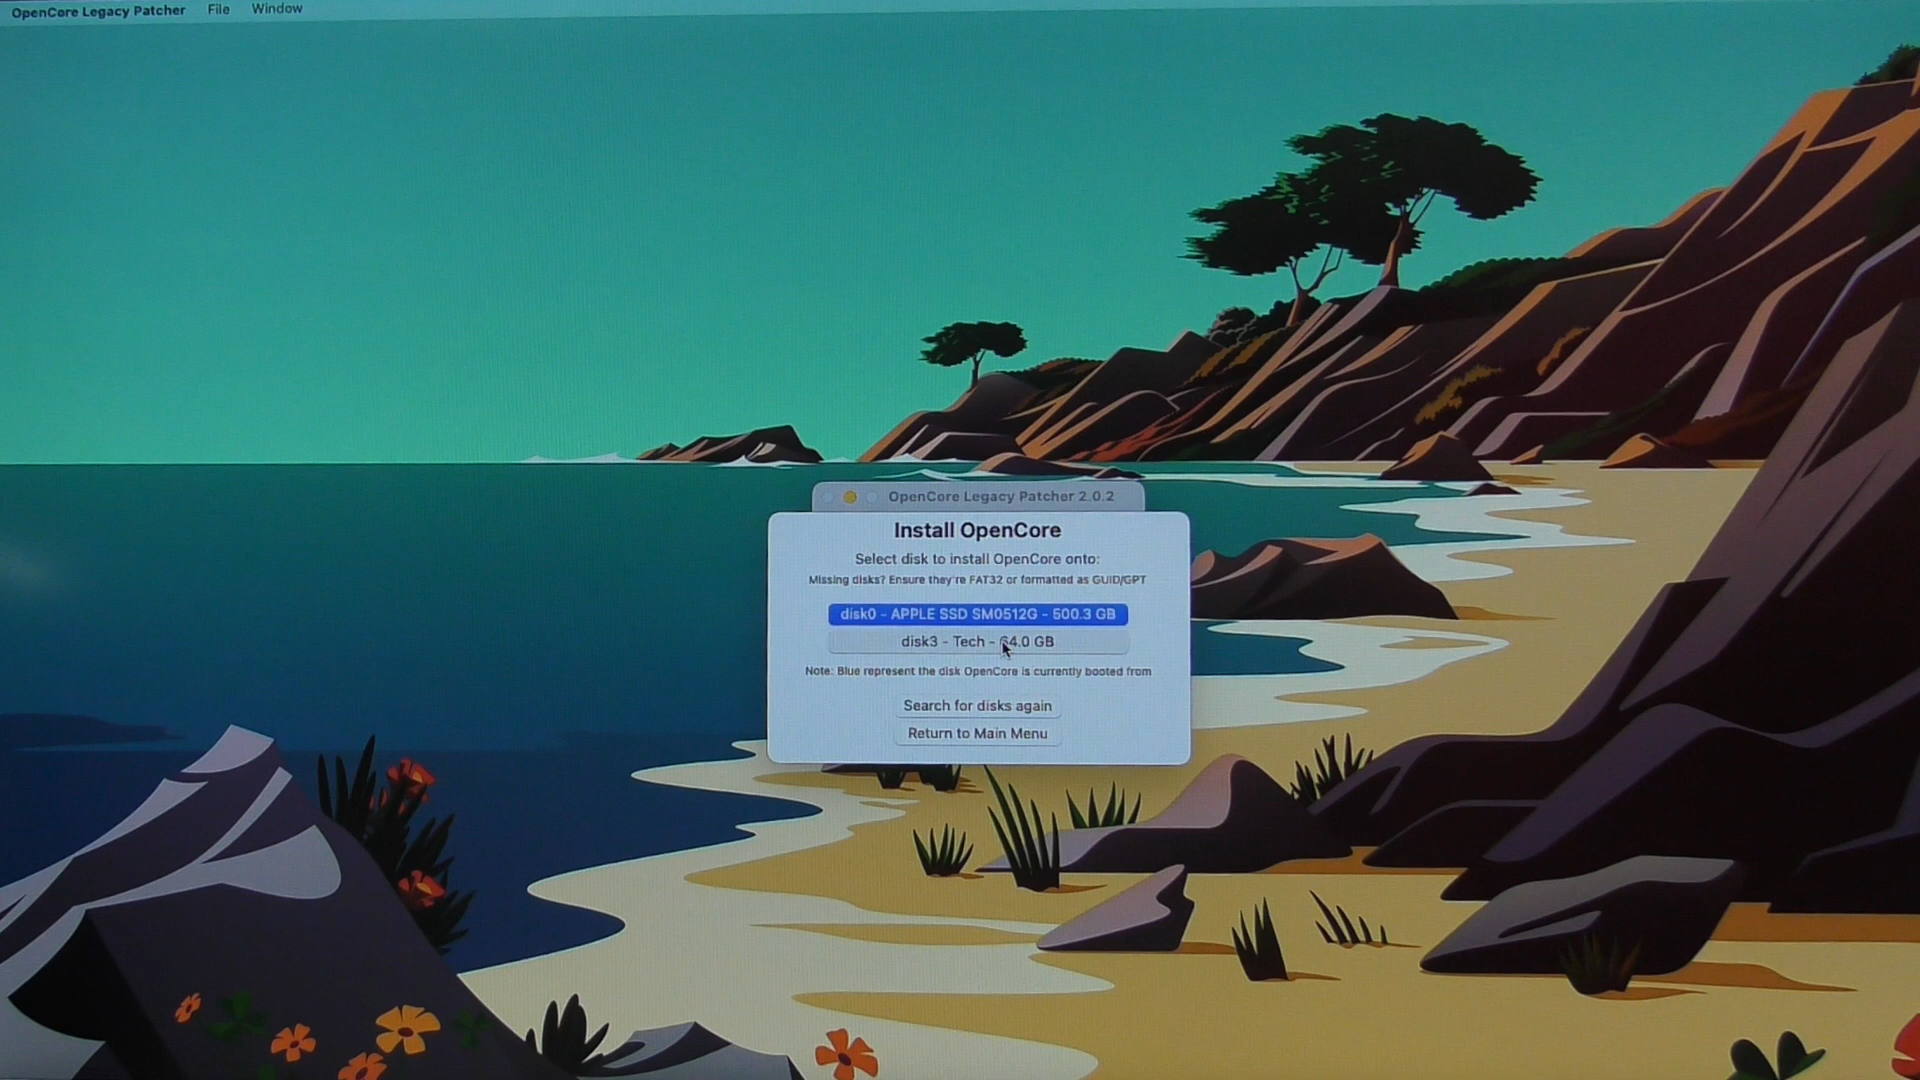 OpenCore Legacy Patcher File Window
OpenCore Legacy Patcher 2.0.2
Install OpenCore
Select disk to install OpenCore onto:
Missing disks? Ensure they're FAT32 or formatted as GUID/GPT
disk0 - APPLE SSD SM0512G - 500.3 GB
disk3 - Tech - 64.0 GB
Note: Blue represent the disk OpenCore is currently booted from
Search for disks again
Return to Main Menu